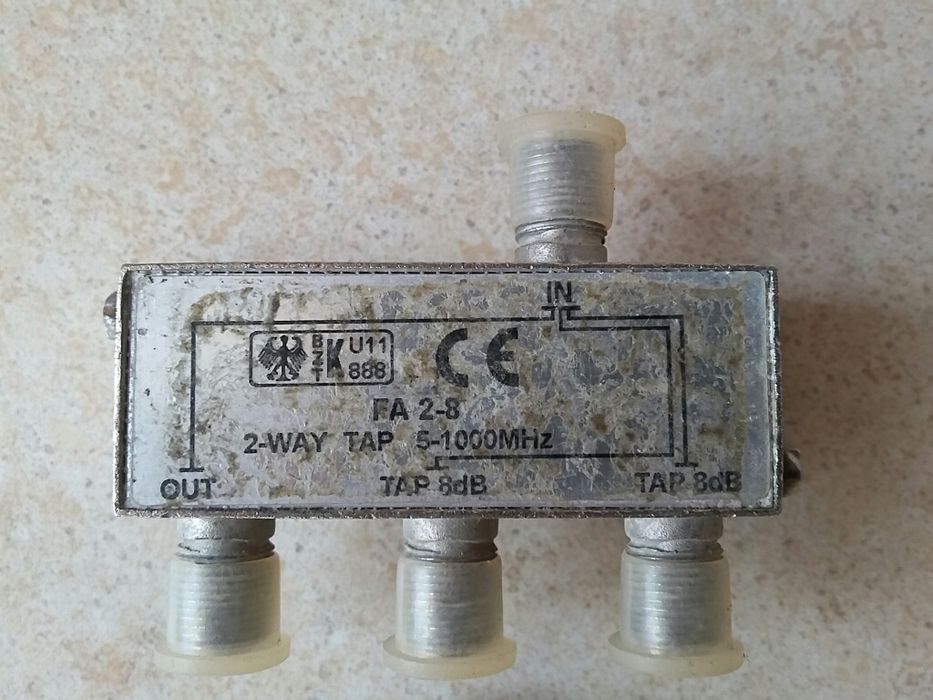 IN
BZT K U11 888
CE
FA 2-8
2-WAY TAP 5-1000MHz
OUT TAP 8dB TAP 8dB